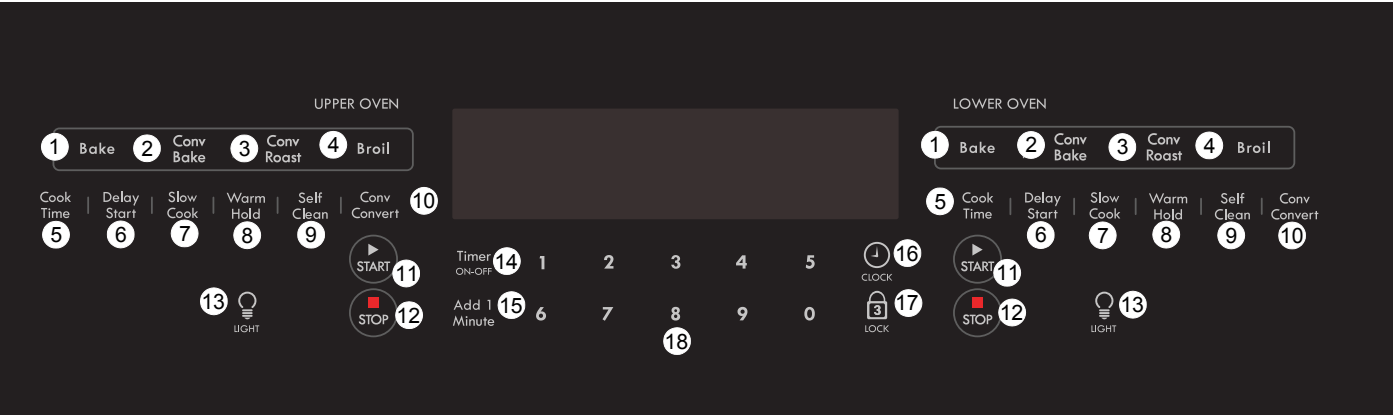 UPPER OVEN
LOWER OVEN
1 Bake 2 Conv Bake 3 Conv Roast 4 Broil
1 Bake 2 Conv Bake 3 Conv Roast 4 Broil
Cook Time 5 | Delay Start 6 | Slow Cook 7 | Warm Hold 8 | Self Clean 9 | Conv Convert 10
5 Cook Time | Delay Start 6 | Slow Cook 7 | Warm Hold 8 | Self Clean 9 | Conv Convert 10
START 11
Timer ON-OFF 14 1 2 3 4 5 CLOCK 16
START 11
13 LIGHT
STOP 12
Add 1 Minute 15 6 7 8 9 0 3 LOCK 17
18
STOP 12
LIGHT 13